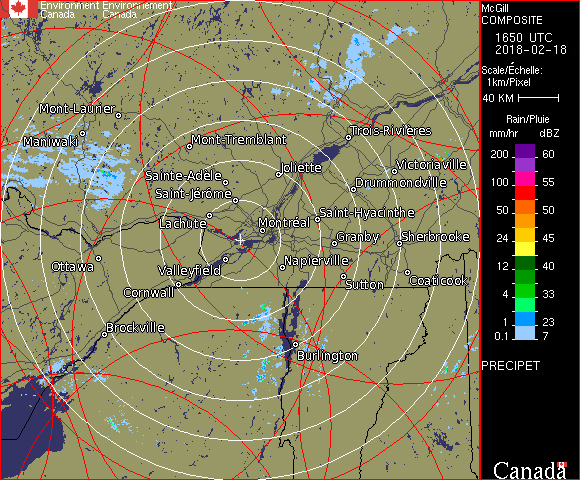 Environment Environnement
Canada Canada
McGill
COMPOSITE
1650 UTC
2018-02-18
Scale/Échelle:
1km/Pixel
40 KM
Rain/Pluie
mm/hr dBZ
200 60
100 55
50 50
24 45
12 40
4 33
1 23
0.1 7
PRECIPET
Mont-Laurier
Maniwaki
Mont-Tremblant
Trois-Rivières
Joliette
Victoriaville
Sainte-Adèle
Drummondville
Saint-Jérôme
Saint-Hyacinthe
Lachute
Montréal
Granby
Sherbrooke
Ottawa
Valleyfield
Napierville
Sutton
Coaticook
Cornwall
Brockville
Burlington
Canada